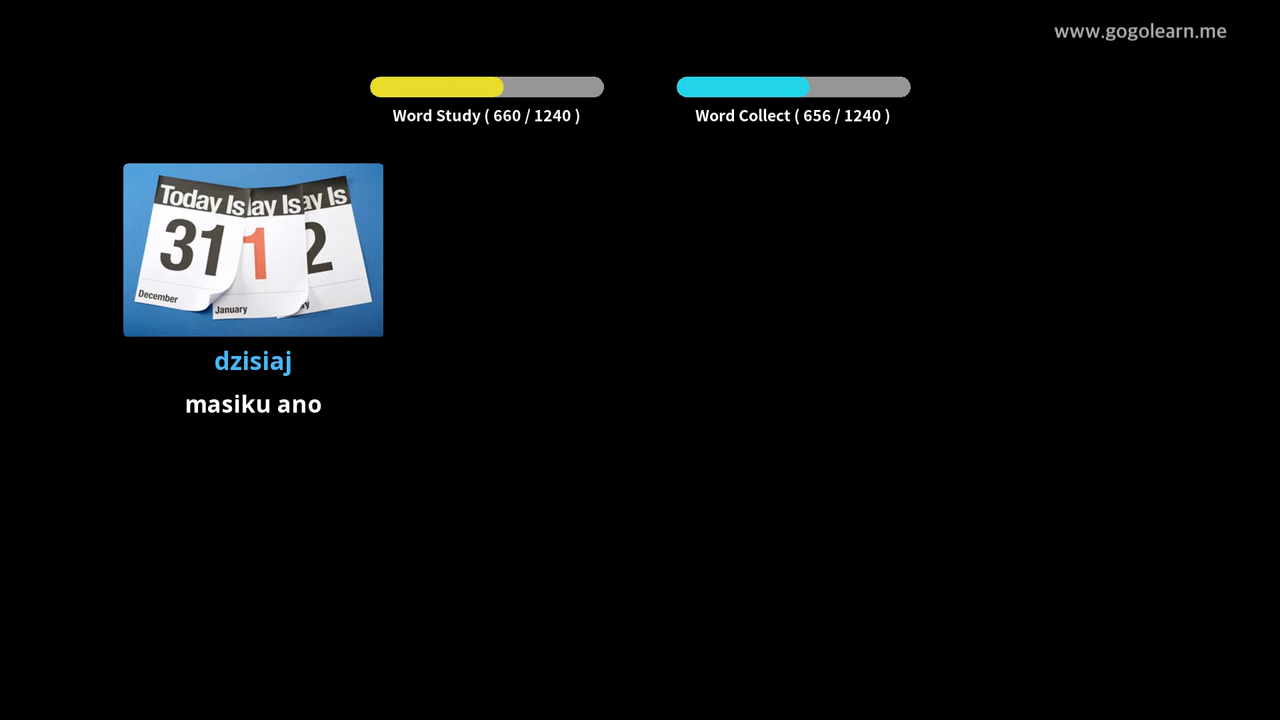 www.gogolearn.me
Word Study ( 660 / 1240 )
Word Collect ( 656 / 1240 )
Today Is
ay Is
ay Is
31
1
2
December
January
dzisiaj
masiku ano